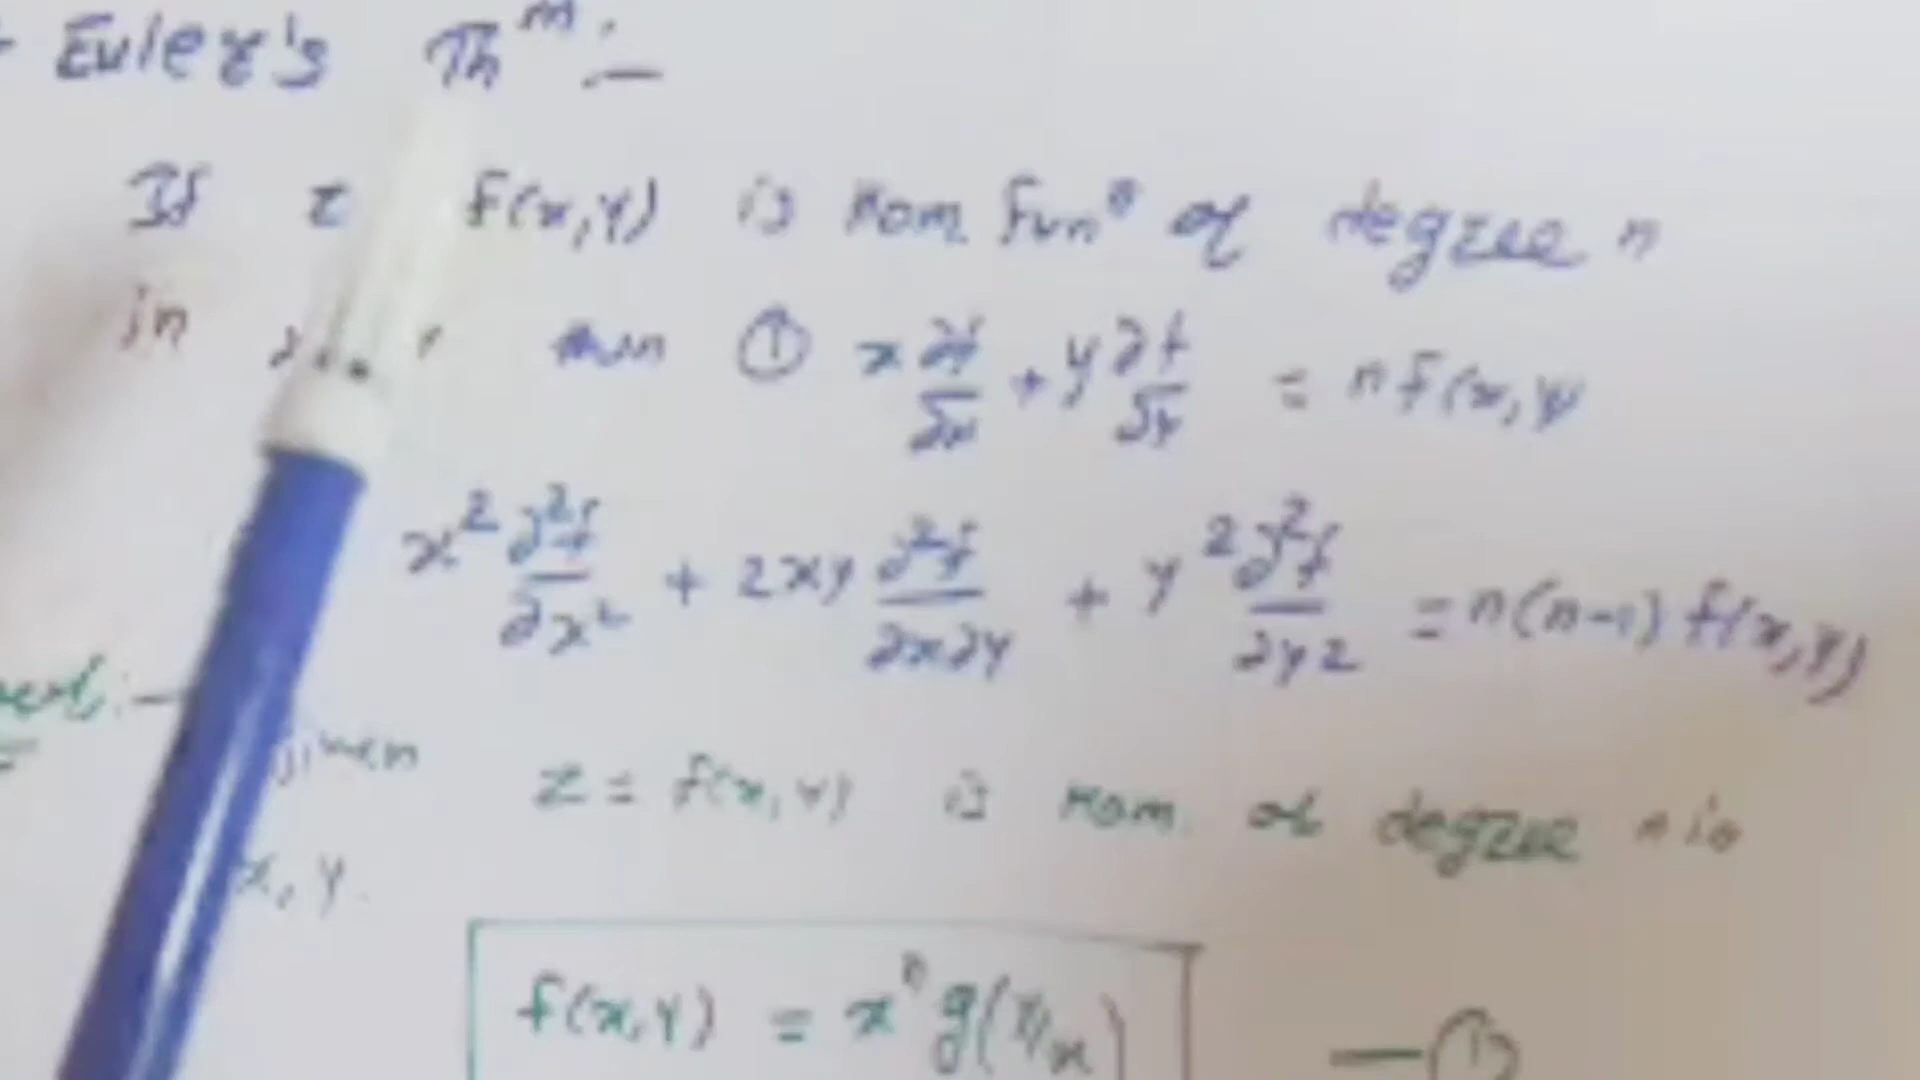 Euler's Thm :-
If z f(x,y) is Hom Funⁿ of degree n
in then ① x ∂f/∂x + y ∂f/∂y = n f(x,y)
x² ∂²f/∂x² + 2xy ∂²f/∂x∂y + y² ∂²f/∂y² = n(n-1) f(x,y)
given z = f(x,y) is Hom. of degree n in
x, y.
f(x,y) = xⁿ g(y/x) — ①